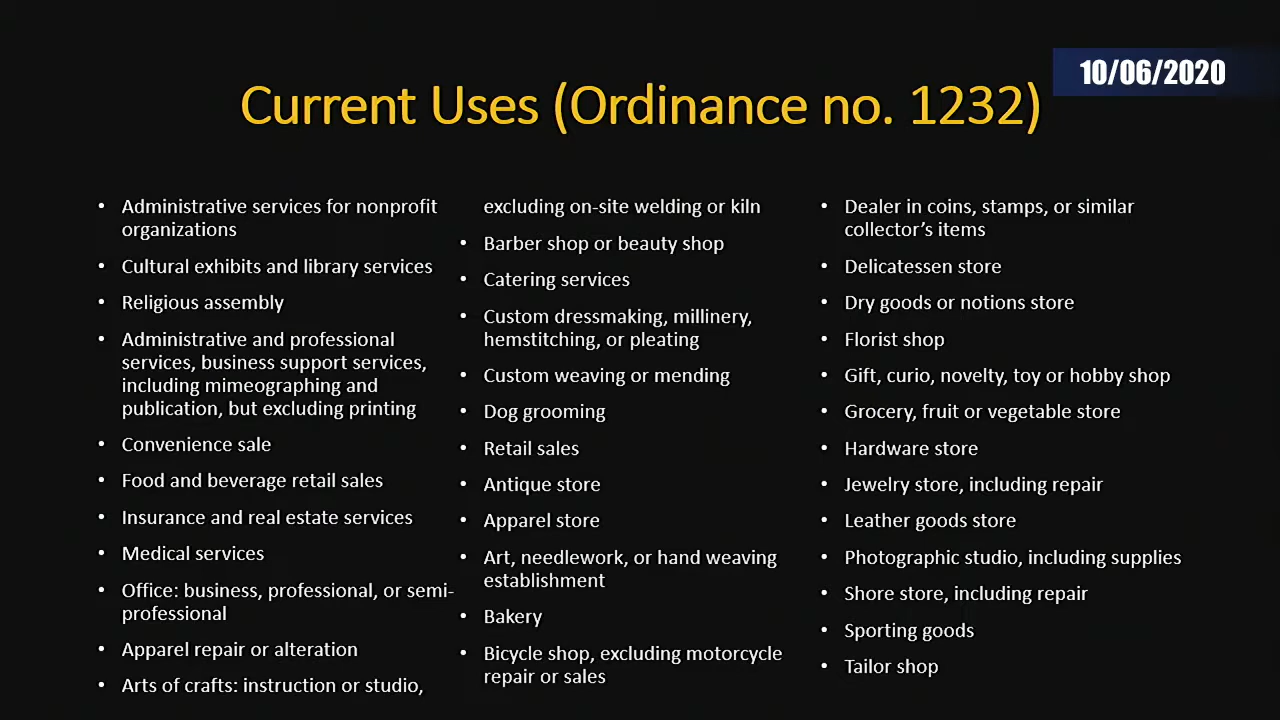 10/06/2020
Current Uses (Ordinance no. 1232)
• Administrative services for nonprofit
organizations
• Cultural exhibits and library services
• Religious assembly
• Administrative and professional
services, business support services,
including mimeographing and
publication, but excluding printing
• Convenience sale
• Food and beverage retail sales
• Insurance and real estate services
• Medical services
• Office: business, professional, or semi-
professional
• Apparel repair or alteration
• Arts of crafts: instruction or studio,
excluding on-site welding or kiln
• Barber shop or beauty shop
• Catering services
• Custom dressmaking, millinery,
hemstitching, or pleating
• Custom weaving or mending
• Dog grooming
• Retail sales
• Antique store
• Apparel store
• Art, needlework, or hand weaving
establishment
• Bakery
• Bicycle shop, excluding motorcycle
repair or sales
• Dealer in coins, stamps, or similar
collector's items
• Delicatessen store
• Dry goods or notions store
• Florist shop
• Gift, curio, novelty, toy or hobby shop
• Grocery, fruit or vegetable store
• Hardware store
• Jewelry store, including repair
• Leather goods store
• Photographic studio, including supplies
• Shore store, including repair
• Sporting goods
• Tailor shop